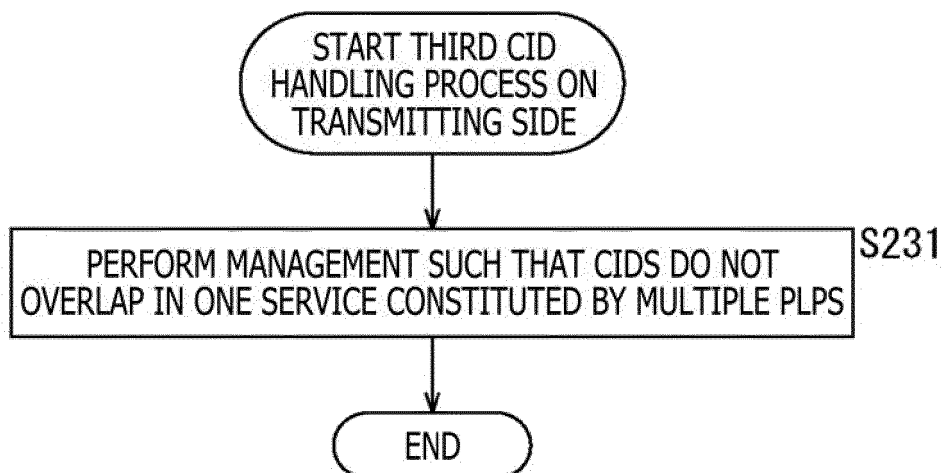 START THIRD CID
HANDLING PROCESS ON
TRANSMITTING SIDE
PERFORM MANAGEMENT SUCH THAT CIDS DO NOT
OVERLAP IN ONE SERVICE CONSTITUTED BY MULTIPLE PLPS
S231
END